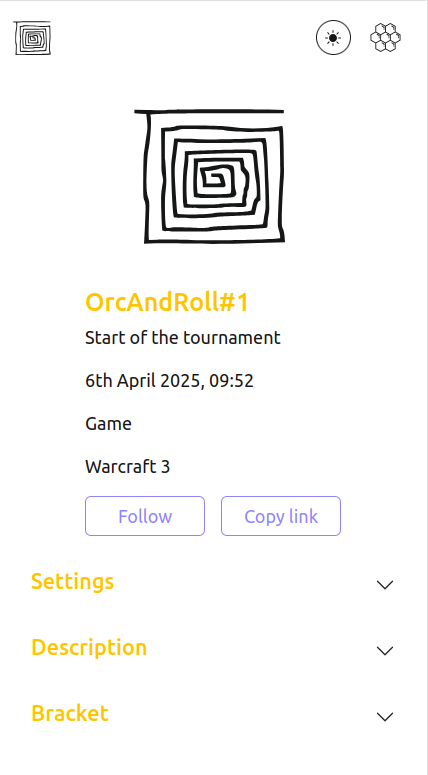 OrcAndRoll#1
Start of the tournament
6th April 2025, 09:52
Game
Warcraft 3
Follow
Copy link
Settings
Description
Bracket